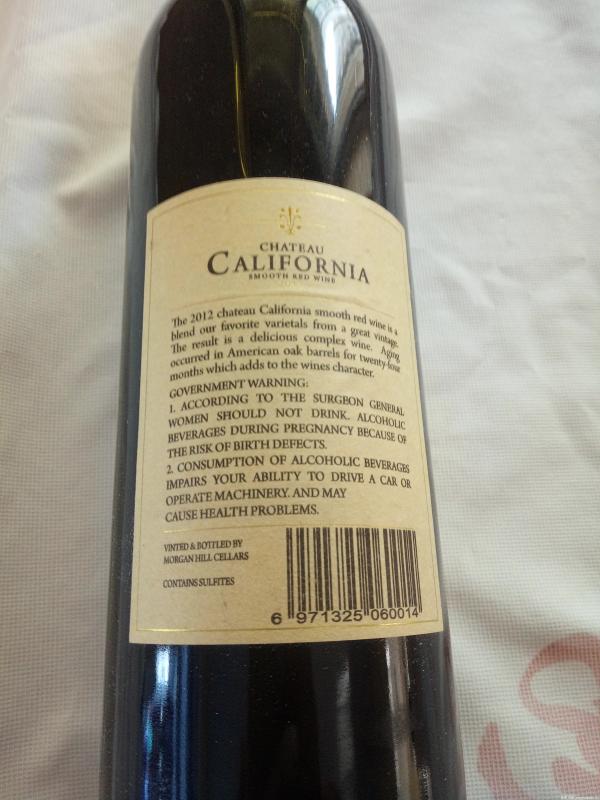 CHATEAU
CALIFORNIA
SMOOTH RED WINE
The 2012 chateau California smooth red wine is a
blend our favorite varietals from a great vintage.
The result is a delicious complex wine. Aging
occurred in American oak barrels for twenty-four
months which adds to the wines character.
GOVERNMENT WARNING:
1. ACCORDING TO THE SURGEON GENERAL
WOMEN SHOULD NOT DRINK. ALCOHOLIC
BEVERAGES DURING PREGNANCY BECAUSE OF
THE RISK OF BIRTH DEFECTS.
2. CONSUMPTION OF ALCOHOLIC BEVERAGES
IMPAIRS YOUR ABILITY TO DRIVE A CAR OR
OPERATE MACHINERY. AND MAY
CAUSE HEALTH PROBLEMS.
VINTED & BOTTLED BY
MORGAN HILL CELLARS
CONTAINS SULFITES
6 971325 060014